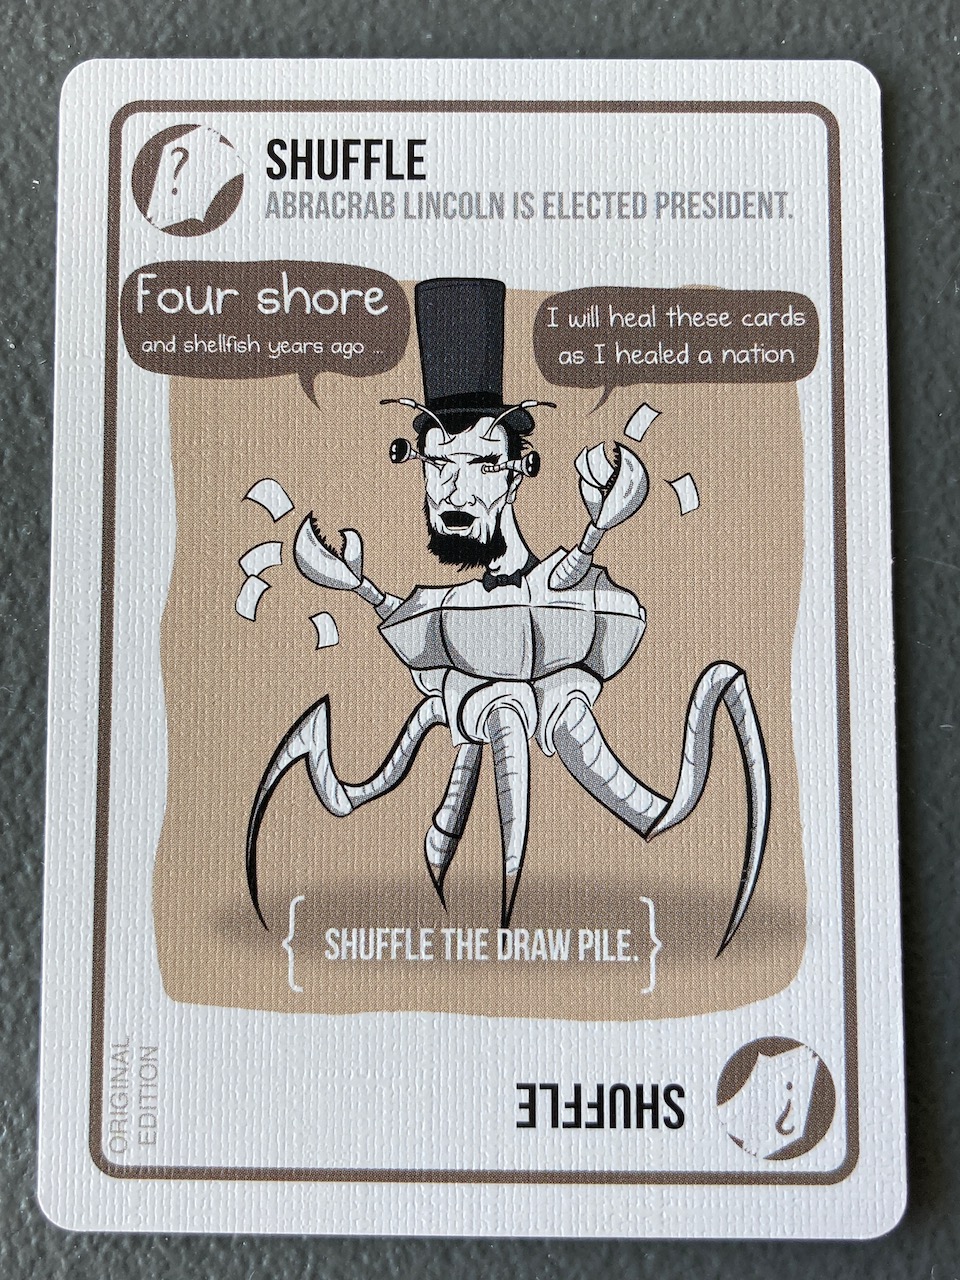 ?
SHUFFLE
ABRACRAB LINCOLN IS ELECTED PRESIDENT.
Four shore
and shellfish years ago ...
I will heal these cards
as I healed a nation
{ SHUFFLE THE DRAW PILE. }
ORIGINAL
EDITION
SHUFFLE
?